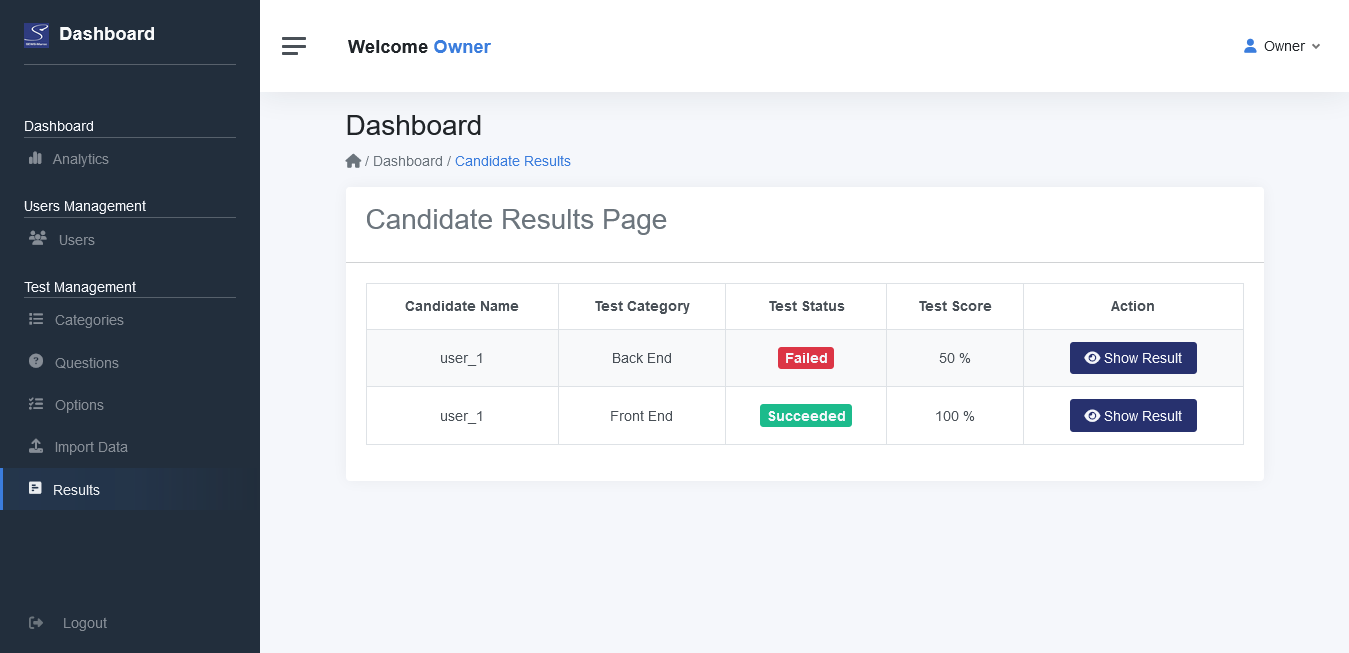 Dashboard
Welcome Owner
Owner
Dashboard
Analytics
Users Management
Users
Test Management
Categories
Questions
Options
Import Data
Results
Logout
Dashboard
/ Dashboard / Candidate Results
Candidate Results Page
Candidate Name Test Category Test Status Test Score Action
user_1 Back End Failed 50 % Show Result
user_1 Front End Succeeded 100 % Show Result